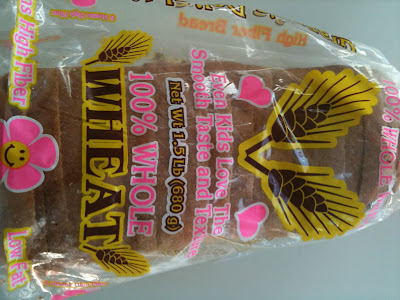 100% WHOLE
High Fiber Bread
Even Kids Love The
Smooth Taste and
Net Wt 1.5 Lb (680 g)
100% WHOLE
WHEAT
High Fiber
Low Fat